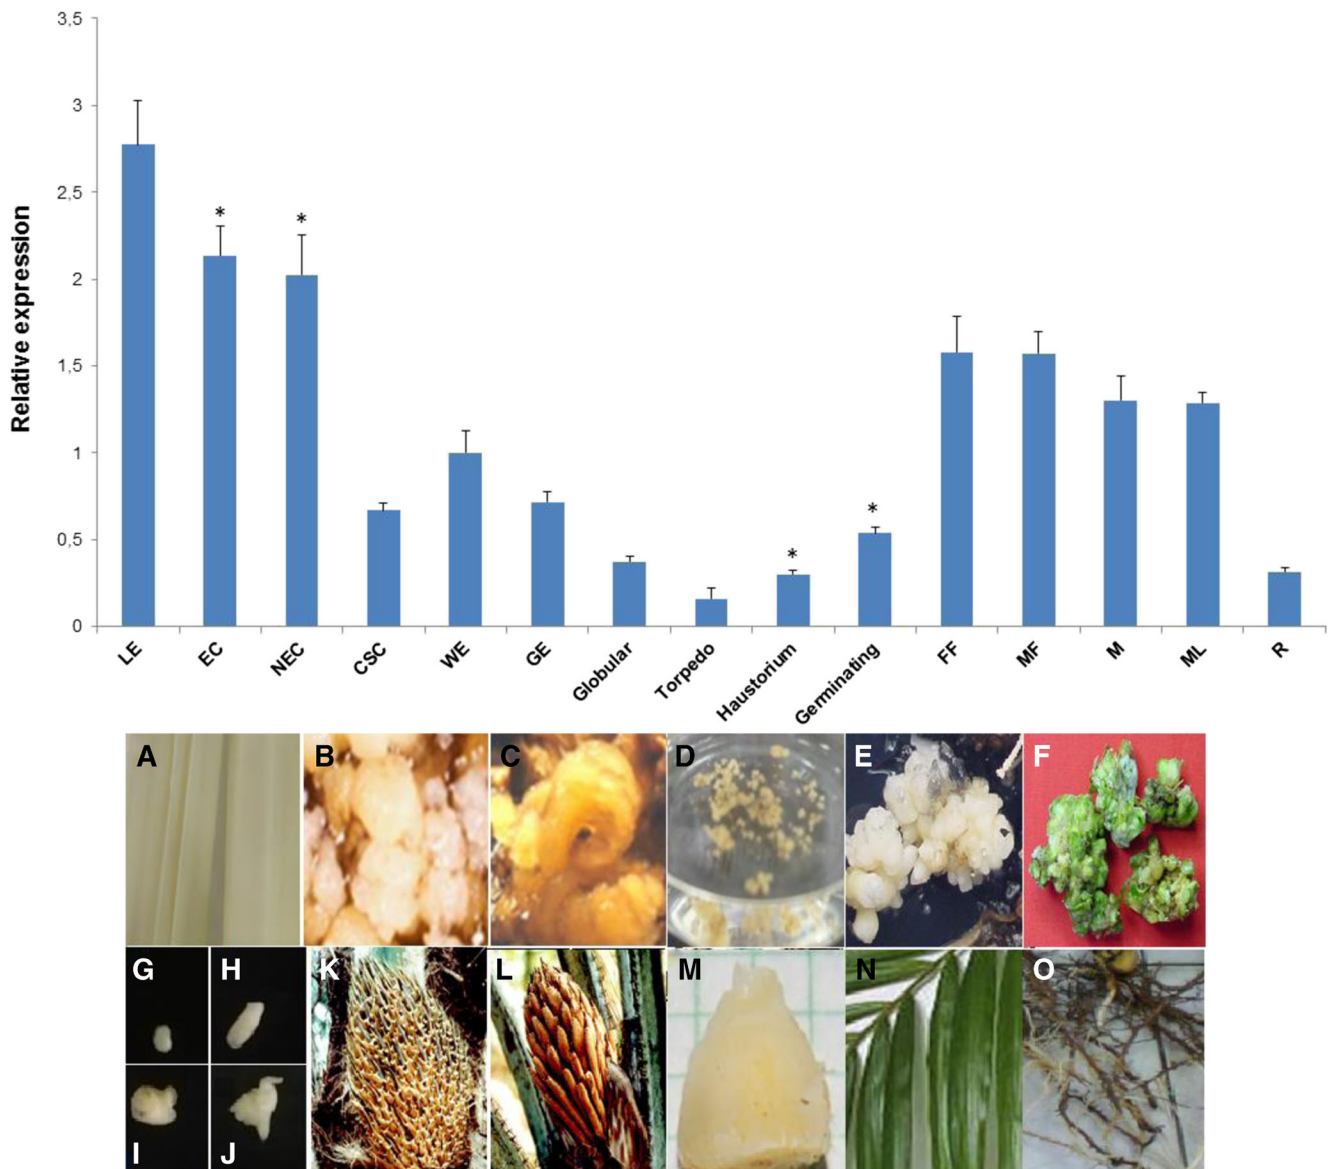 3,5
3
2,5
2
1,5
1
0,5
0
Relative expression
* * * *
LE EC NEC CSC WE GE Globular Torpedo Haustorium Germinating FF MF M ML R
A B C D E F
G H K L M N O
I J